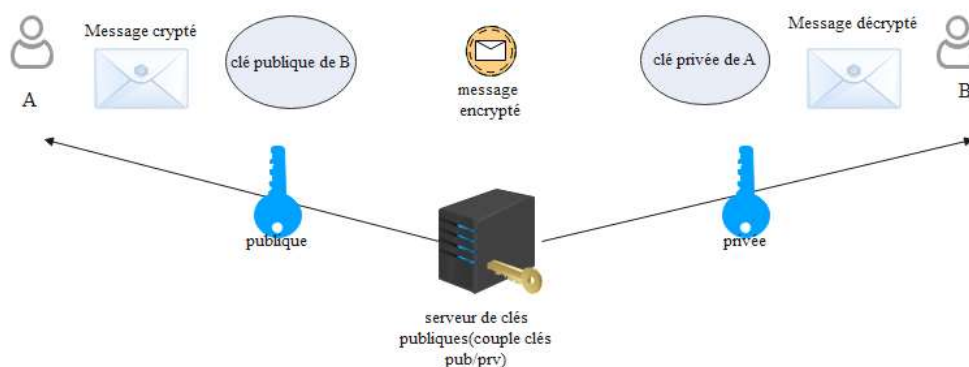 Message crypté
clé publique de B
message
encrypté
clé privée de A
Message décrypté
A
B
publique
privée
serveur de clés
publiques(couple clés
pub/prv)